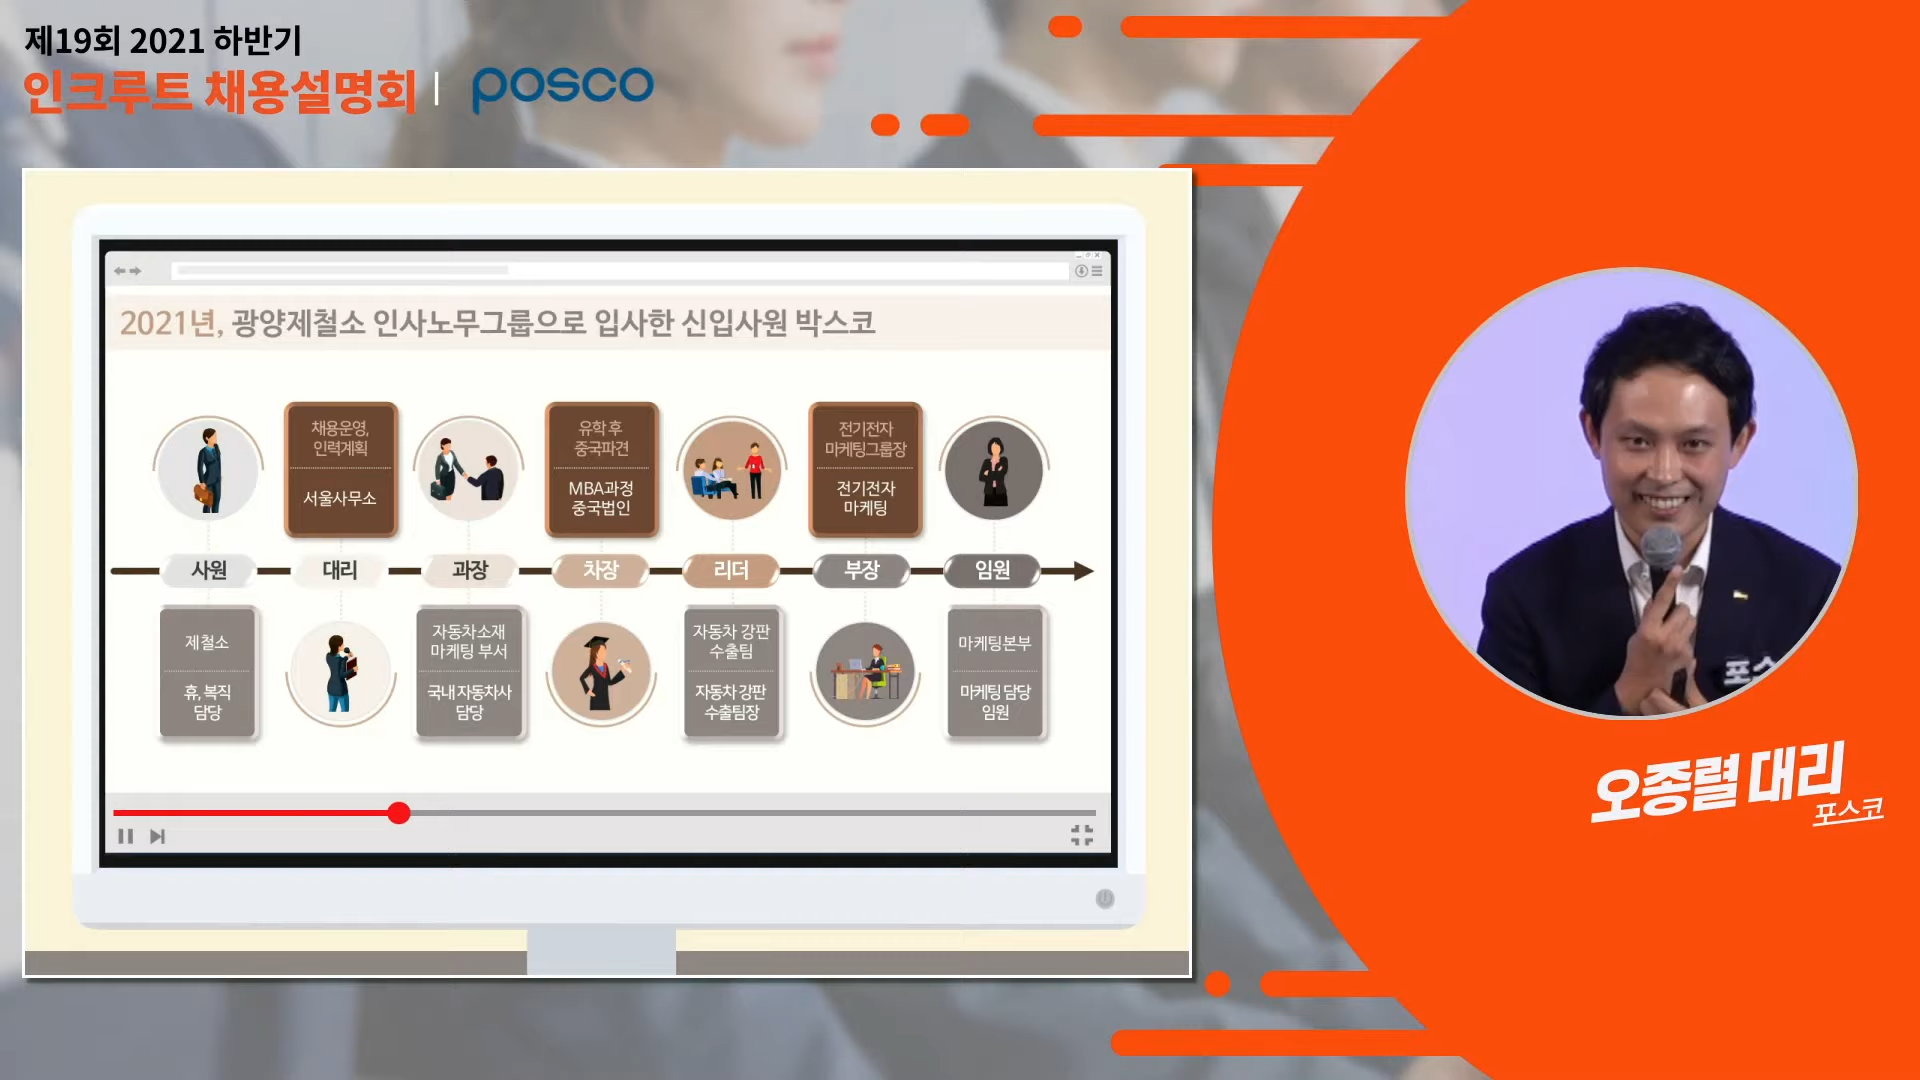 제19회 2021 하반기
인크루트 채용설명회 | posco
2021년, 광양제철소 인사노무그룹으로 입사한 신입사원 박스코
채용운영,
인력계획
서울사무소
유학 후
중국파견
MBA과정
중국법인
전기전자
마케팅그룹장
전기전자
마케팅
사원 대리 과장 차장 리더 부장 임원
제철소
휴, 복직
담당
자동차소재
마케팅 부서
국내 자동차사
담당
자동차 강판
수출팀
자동차 강판
수출팀장
마케팅본부
마케팅 담당
임원
포스
오종렬 대리
포스코